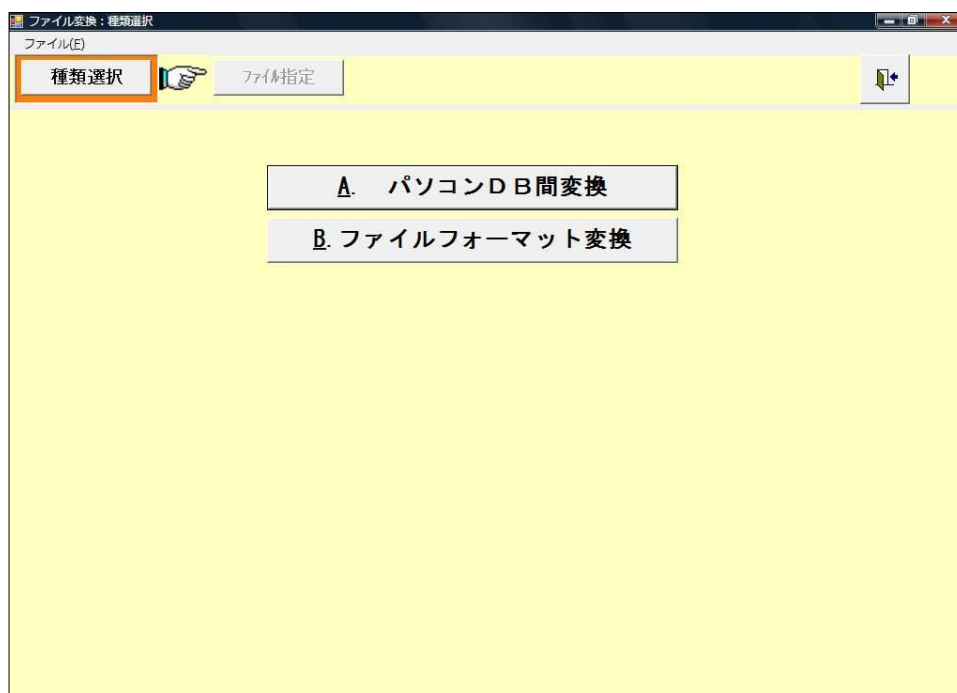 ファイル変換：種類選択
ファイル(F)
種類選択 ﾌｧｲﾙ指定
A. パソコンＤＢ間変換
B. ファイルフォーマット変換